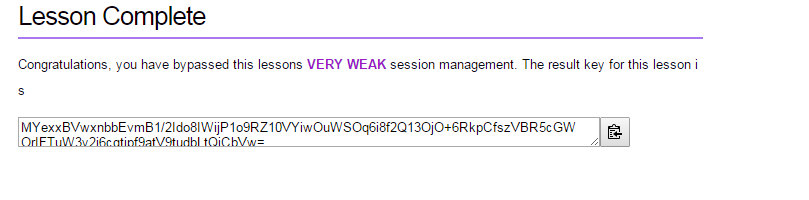 Lesson Complete
Congratulations, you have bypassed this lessons VERY WEAK session management. The result key for this lesson i
s
MYexxBVwxnbbEvmB1/2Ido8IWijP1o9RZ10VYiwOuWSOq6i8f2Q13OjO+6RkpCfszVBR5cGW